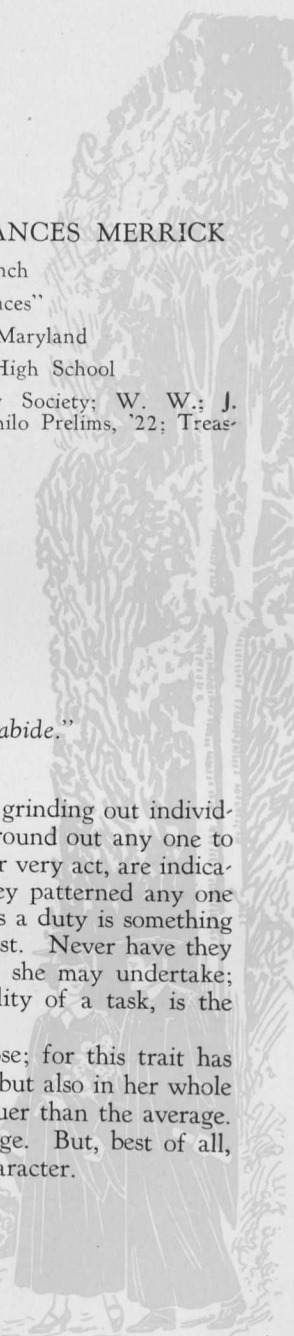 ANCES MERRICK
nch
nces"
Maryland
High School
Society; W. W.; J.
hilo Prelims, '22; Treas-
abide."
grinding out individ-
round out any one to
r very act, are indica-
ey patterned any one
s a duty is something
st. Never have they
she may undertake;
lity of a task, is the
ose; for this trait has
but also in her whole
uer than the average.
ge. But, best of all,
aracter.